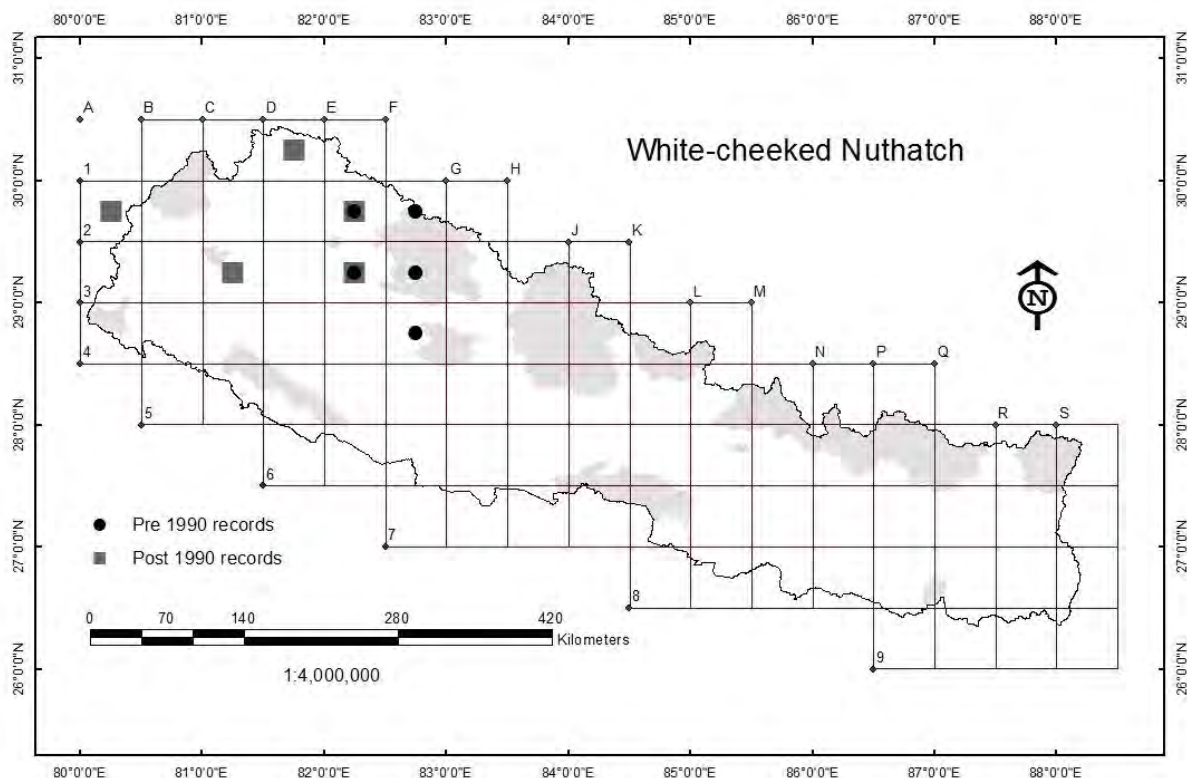 80°0'0"E 81°0'0"E 82°0'0"E 83°0'0"E 84°0'0"E 85°0'0"E 86°0'0"E 87°0'0"E 88°0'0"E
31°0'0"N 31°0'0"N
A B C D E F
White-cheeked Nuthatch
30°0'0"N 1 G H 30°0'0"N
2 J K
29°0'0"N 3 L M N 29°0'0"N
4 N P Q
28°0'0"N 5 R S 28°0'0"N
6
Pre 1990 records
27°0'0"N 7 27°0'0"N
Post 1990 records
8
0 70 140 280 420
Kilometers
1:4,000,000
26°0'0"N 9 26°0'0"N
80°0'0"E 81°0'0"E 82°0'0"E 83°0'0"E 84°0'0"E 85°0'0"E 86°0'0"E 87°0'0"E 88°0'0"E